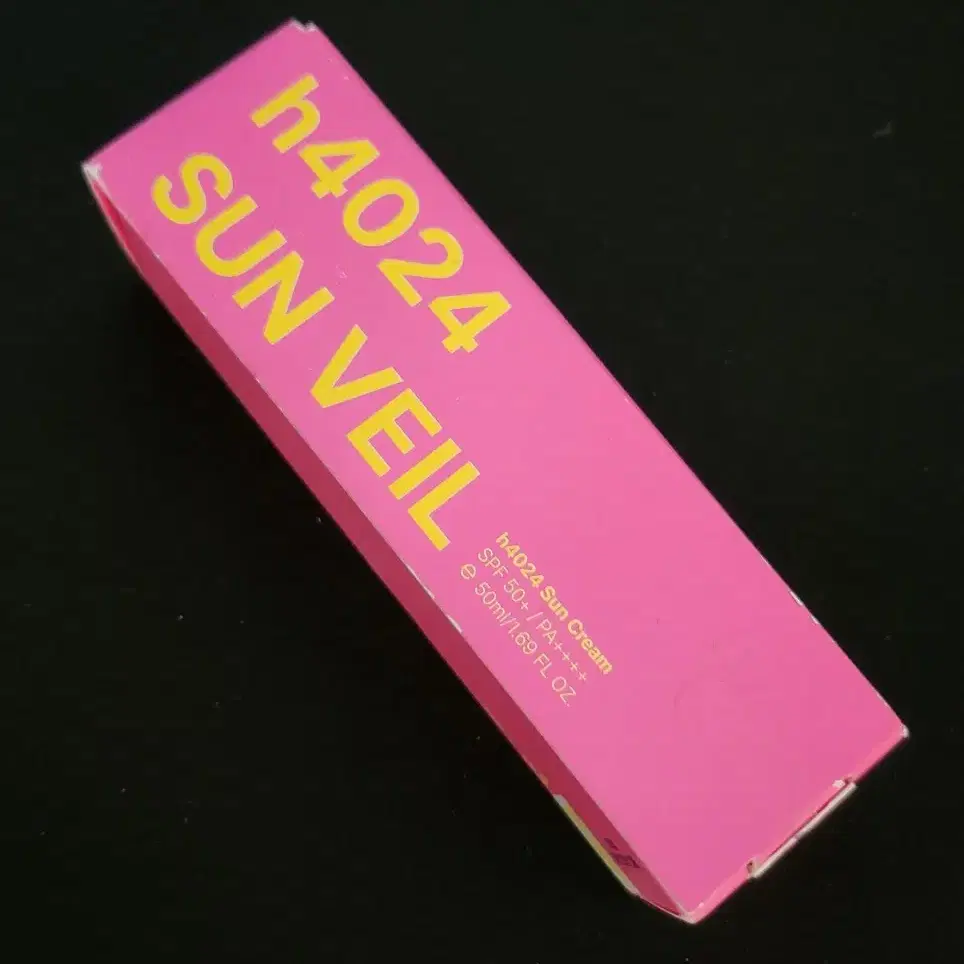 h4024
SUN VEIL
h4024 Sun Cream
SPF 50+ / PA++++
℮ 50ml/1.69 FL OZ.